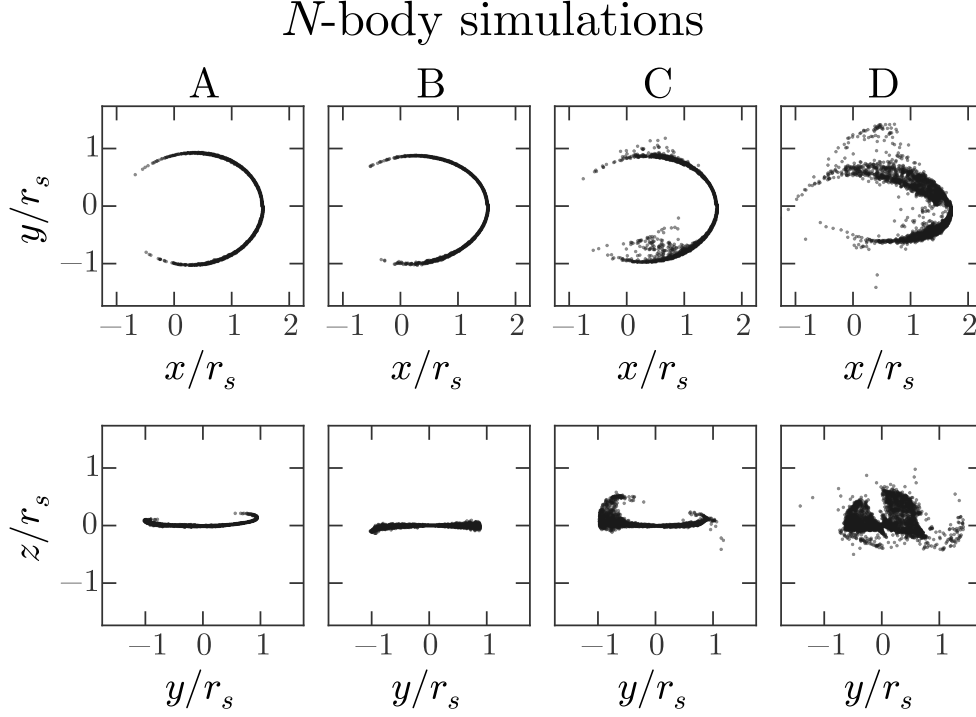 N-body simulations
A B C D
y/r_s
1
0
−1
−1 0 1 2 −1 0 1 2 −1 0 1 2 −1 0 1 2
x/r_s x/r_s x/r_s x/r_s
z/r_s
1
0
−1
−1 0 1 −1 0 1 −1 0 1 −1 0 1
y/r_s y/r_s y/r_s y/r_s